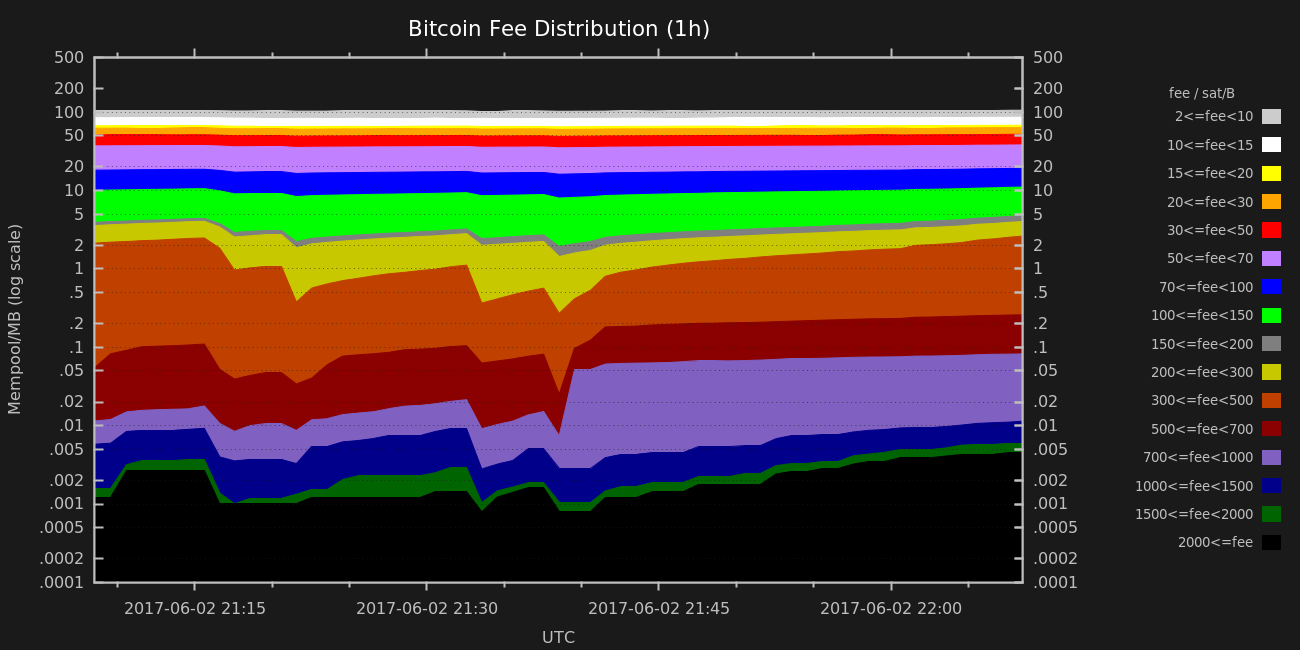 Bitcoin Fee Distribution (1h)
Mempool/MB (log scale)
500
200
100
50
20
10
5
2
1
.5
.2
.1
.05
.02
.01
.005
.002
.001
.0005
.0002
.0001
500
200
100
50
20
10
5
2
1
.5
.2
.1
.05
.02
.01
.005
.002
.001
.0005
.0002
.0001
fee / sat/B
2<=fee<10
10<=fee<15
15<=fee<20
20<=fee<30
30<=fee<50
50<=fee<70
70<=fee<100
100<=fee<150
150<=fee<200
200<=fee<300
300<=fee<500
500<=fee<700
700<=fee<1000
1000<=fee<1500
1500<=fee<2000
2000<=fee
2017-06-02 21:15 2017-06-02 21:30 2017-06-02 21:45 2017-06-02 22:00
UTC